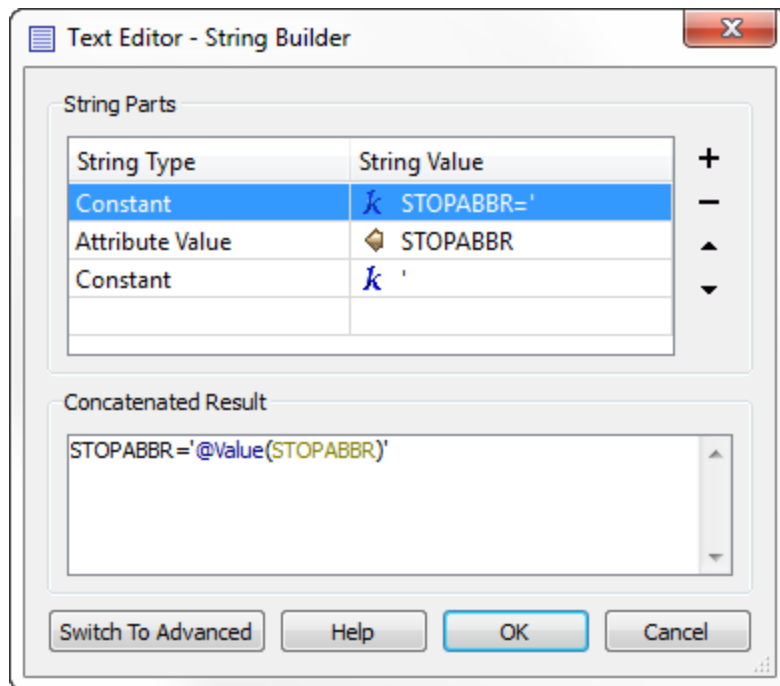 Text Editor - String Builder
String Parts
String Type String Value
Constant k STOPABBR='
Attribute Value STOPABBR
Constant k '
Concatenated Result
STOPABBR='@Value(STOPABBR)'
Switch To Advanced Help OK Cancel